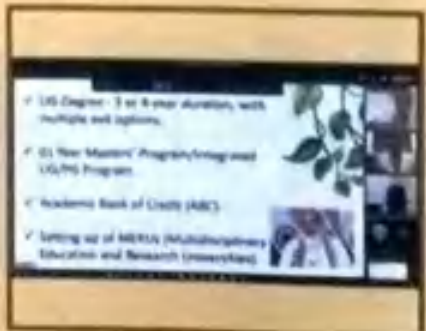 ✓ UG Degree - 3 or 4-year duration, with
multiple exit options.
✓ 01 Year Masters' Program/Integrated
UG/PG Program
✓ Academic Bank of Credits (ABC)
✓ Setting up of MERUs (Multidisciplinary
Education and Research Universities)